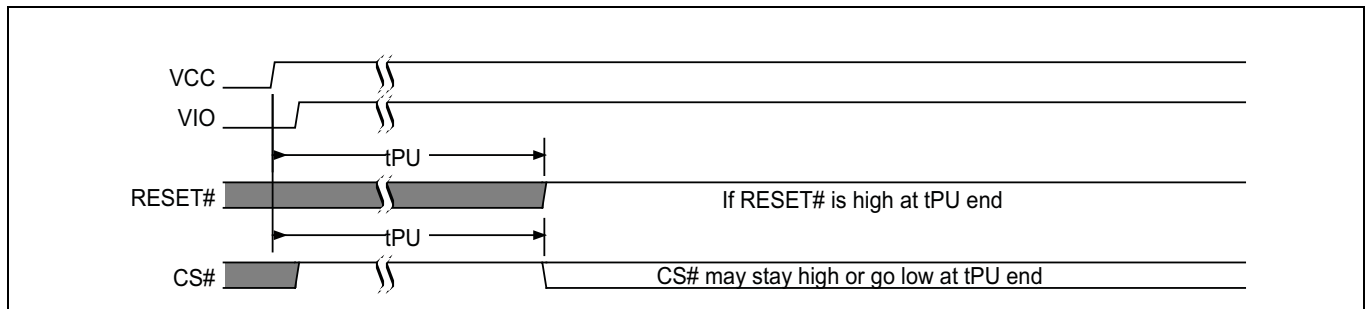 VCC
VIO
tPU
RESET# If RESET# is high at tPU end
tPU
CS# CS# may stay high or go low at tPU end